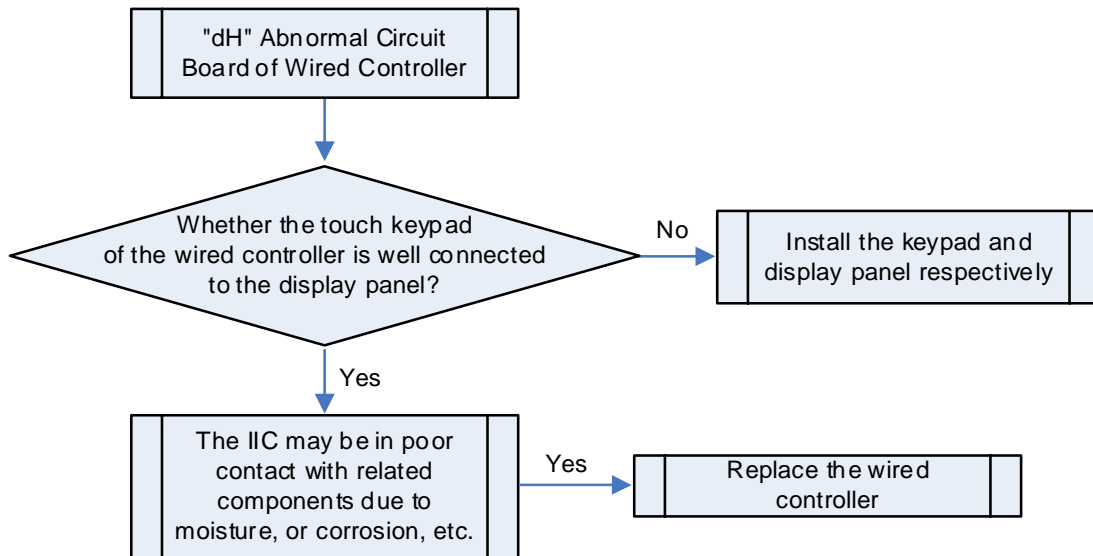 "dH" Abnormal Circuit
Board of Wired Controller
Whether the touch keypad
of the wired controller is well connected
to the display panel?
No
Install the keypad and
display panel respectively
Yes
The IIC may be in poor
contact with related
components due to
moisture, or corrosion, etc.
Yes
Replace the wired
controller